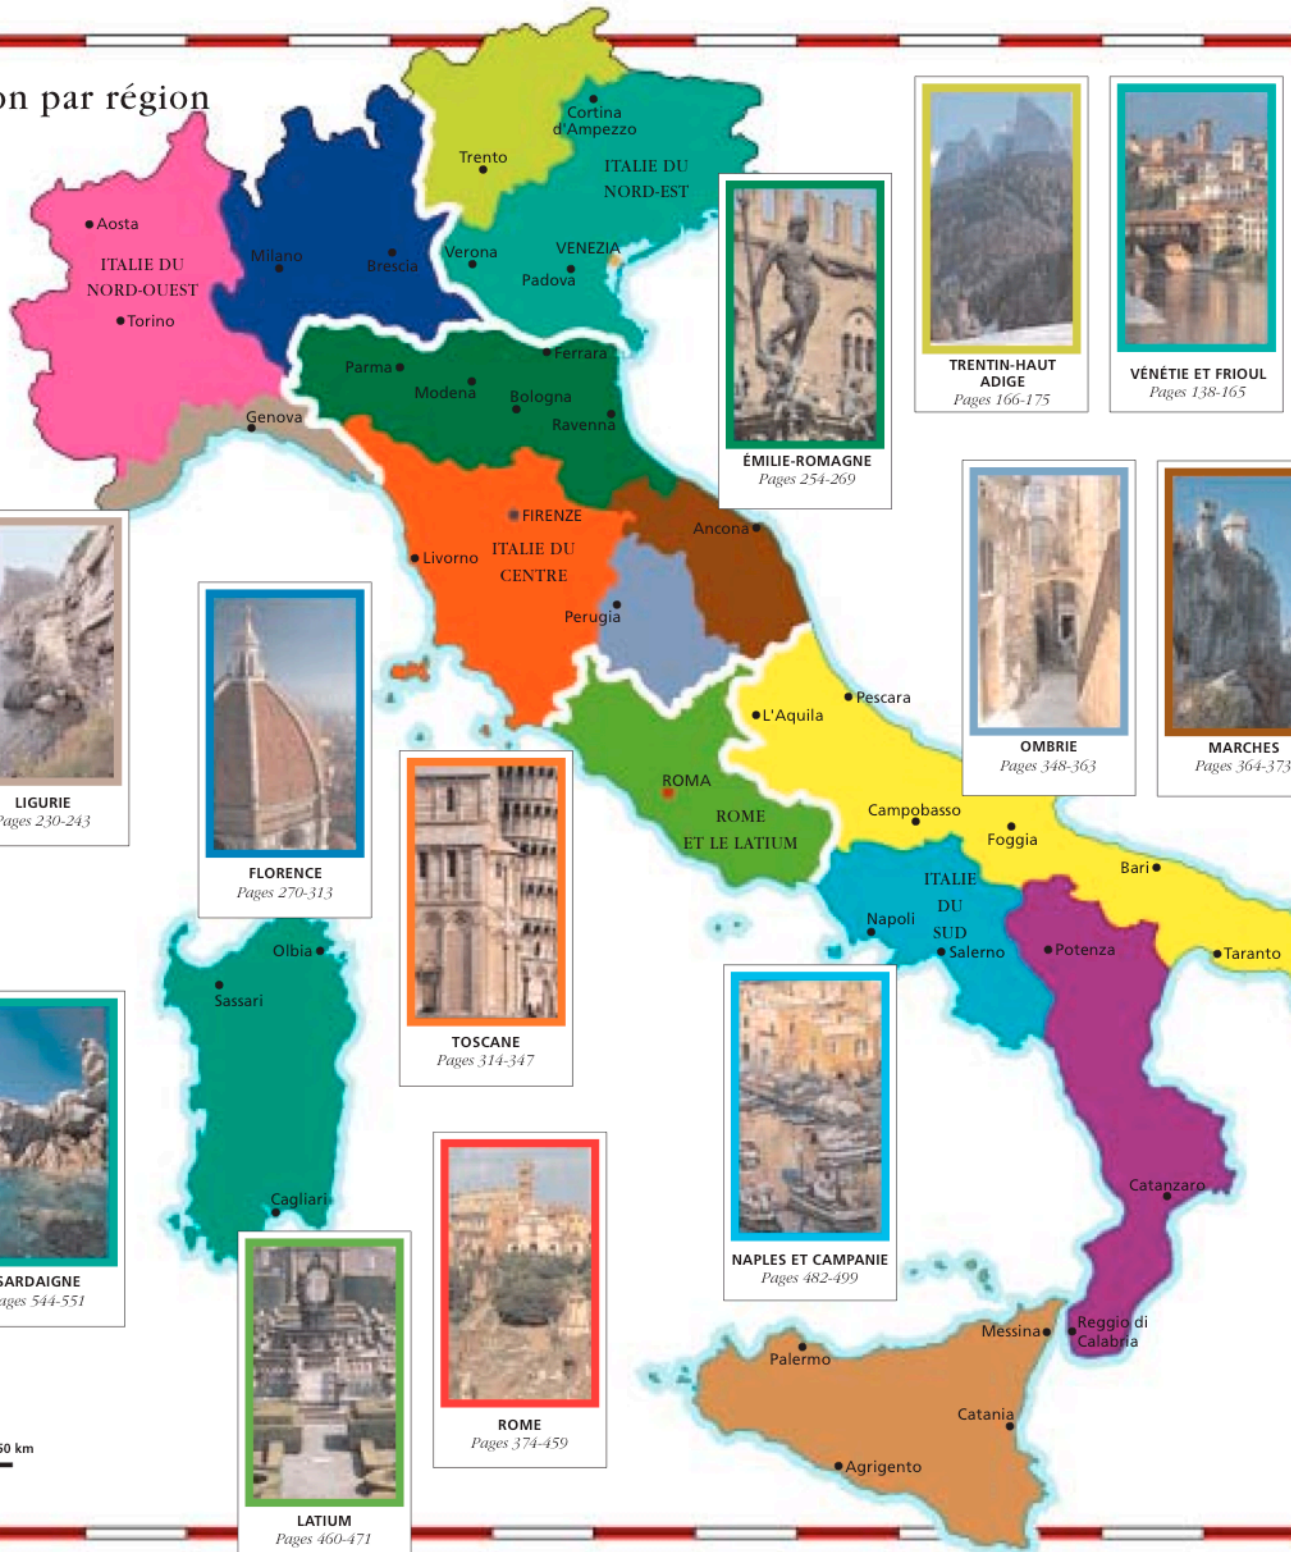 on par région
Cortina
d'Ampezzo
Trento
ITALIE DU
NORD-EST
Aosta
ITALIE DU
NORD-OUEST
Torino
Milano
Brescia
Verona
VENEZIA
Padova
Parma
Ferrara
Modena
Bologna
Ravenna
Genova
FIRENZE
Livorno
ITALIE DU
CENTRE
Ancona
Perugia
Pescara
L'Aquila
ROMA
ROME
ET LE LATIUM
Campobasso
Foggia
Bari
ITALIE
DU
SUD
Napoli
Salerno
Potenza
Taranto
Olbia
Sassari
Cagliari
Catanzaro
Reggio di
Calabria
Messina
Palermo
Catania
Agrigento
TRENTIN-HAUT
ADIGE
Pages 166-175
VÉNÉTIE ET FRIOUL
Pages 138-165
ÉMILIE-ROMAGNE
Pages 254-269
OMBRIE
Pages 348-363
MARCHES
Pages 364-373
LIGURIE
Pages 230-243
FLORENCE
Pages 270-313
TOSCANE
Pages 314-347
SARDAIGNE
ages 544-551
NAPLES ET CAMPANIE
Pages 482-499
ROME
Pages 374-459
LATIUM
Pages 460-471
50 km